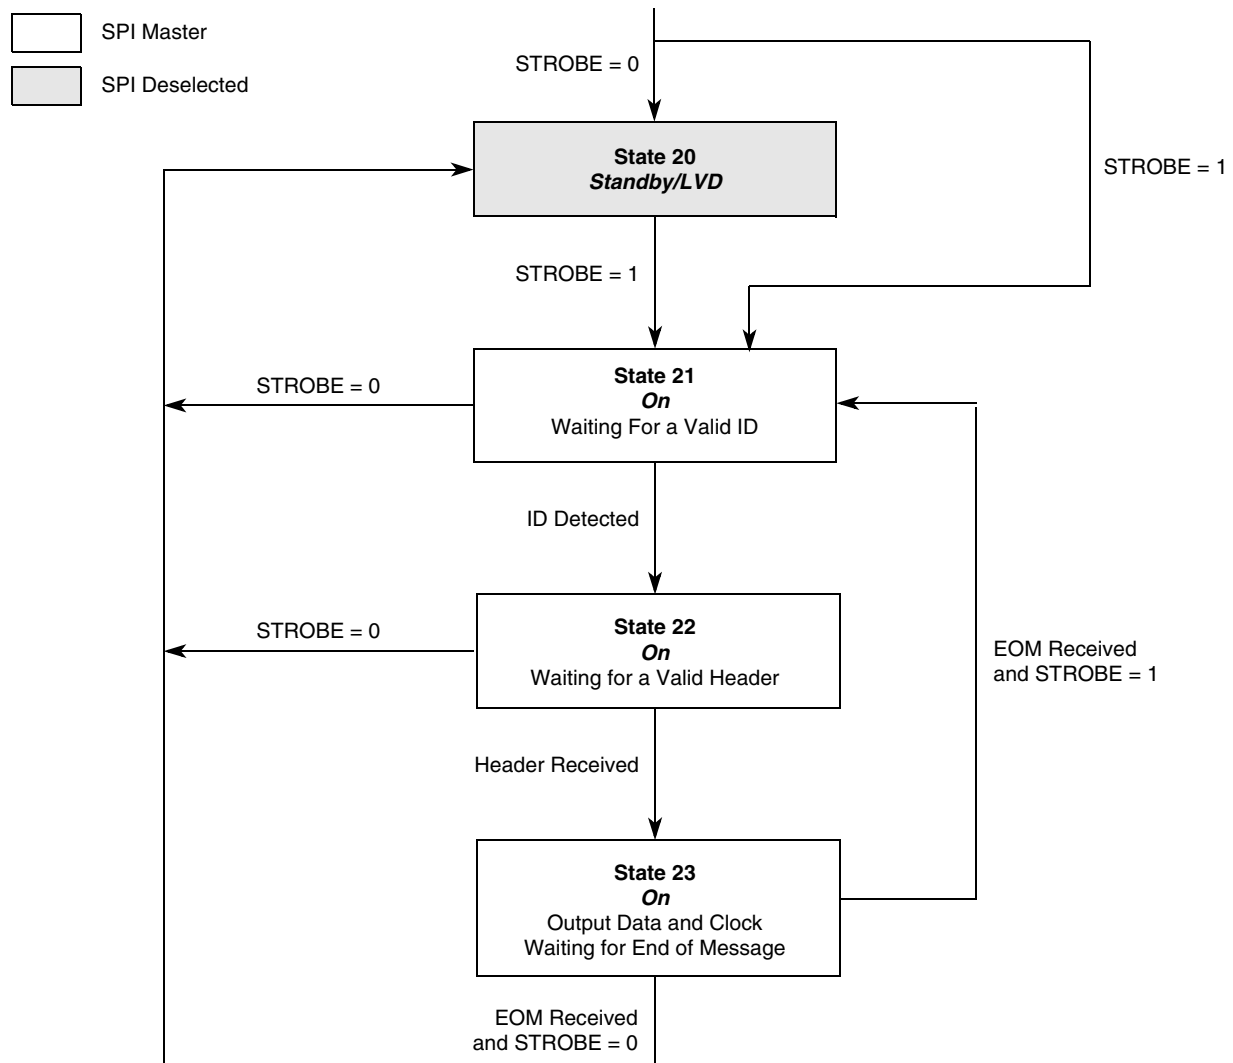 SPI Master
SPI Deselected
STROBE = 0
STROBE = 1
State 20
Standby/LVD
STROBE = 1
State 21
On
Waiting For a Valid ID
STROBE = 0
ID Detected
State 22
On
Waiting for a Valid Header
STROBE = 0
EOM Received
and STROBE = 1
Header Received
State 23
On
Output Data and Clock
Waiting for End of Message
EOM Received
and STROBE = 0